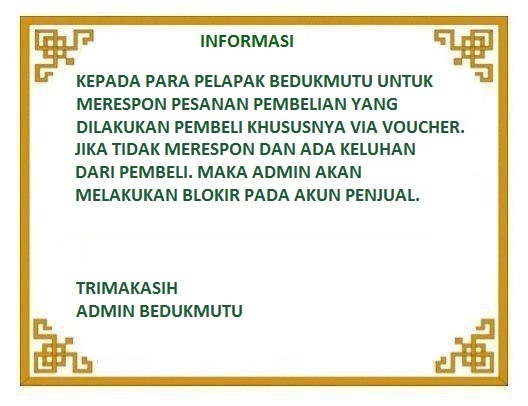 INFORMASI
KEPADA PARA PELAPAK BEDUKMUTU UNTUK
MERESPON PESANAN PEMBELIAN YANG
DILAKUKAN PEMBELI KHUSUSNYA VIA VOUCHER.
JIKA TIDAK MERESPON DAN ADA KELUHAN
DARI PEMBELI. MAKA ADMIN AKAN
MELAKUKAN BLOKIR PADA AKUN PENJUAL.
TRIMAKASIH
ADMIN BEDUKMUTU